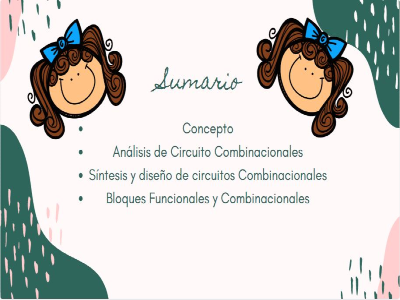 Sumario
• Concepto
• Análisis de Circuito Combinacionales
• Síntesis y diseño de circuitos Combinacionales
• Bloques Funcionales y Combinacionales